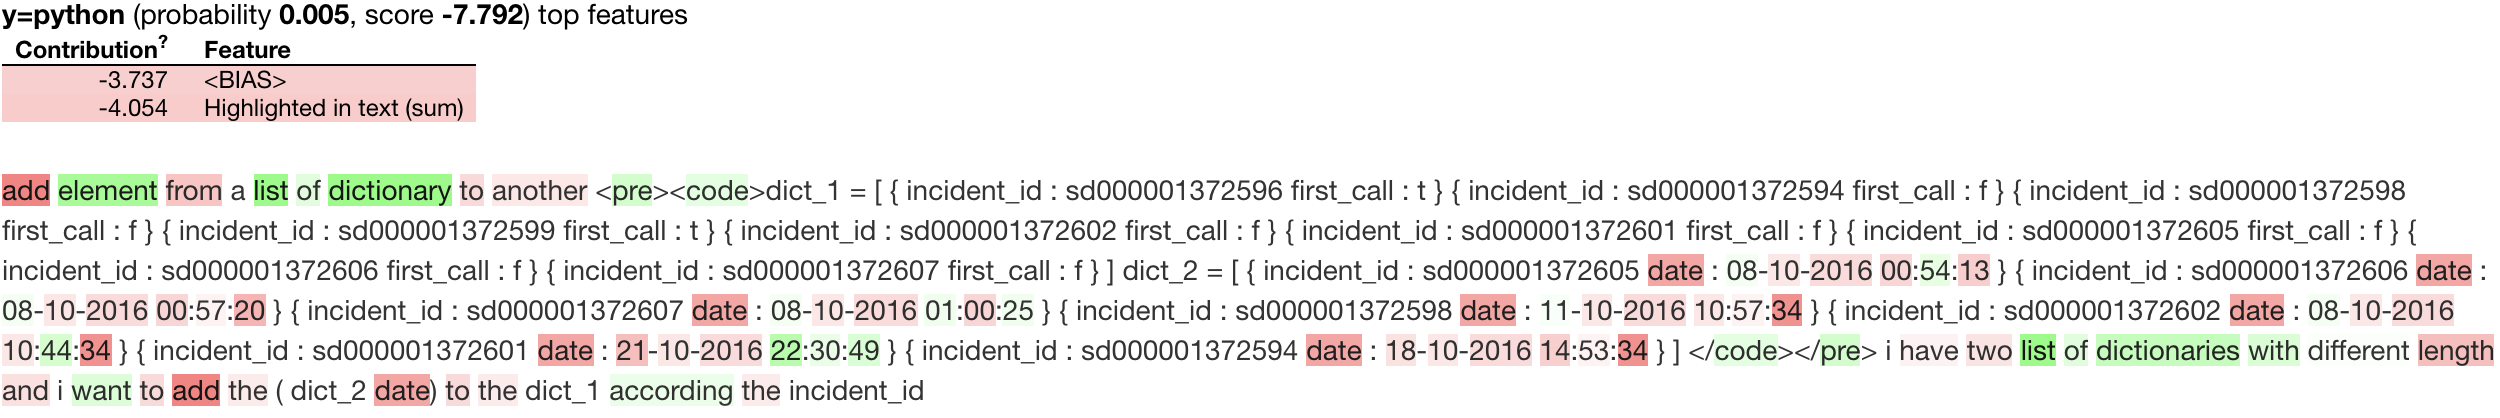 y=python (probability 0.005, score -7.792) top features
Contribution? Feature
-3.737 <BIAS>
-4.054 Highlighted in text (sum)
add element from a list of dictionary to another <pre><code>dict_1 = [ { incident_id : sd000001372596 first_call : t } { incident_id : sd000001372594 first_call : f } { incident_id : sd000001372598
first_call : f } { incident_id : sd000001372599 first_call : t } { incident_id : sd000001372602 first_call : f } { incident_id : sd000001372601 first_call : f } { incident_id : sd000001372605 first_call : f } {
incident_id : sd000001372606 first_call : f } { incident_id : sd000001372607 first_call : f } ] dict_2 = [ { incident_id : sd000001372605 date : 08-10-2016 00:54:13 } { incident_id : sd000001372606 date :
08-10-2016 00:57:20 } { incident_id : sd000001372607 date : 08-10-2016 01:00:25 } { incident_id : sd000001372598 date : 11-10-2016 10:57:34 } { incident_id : sd000001372602 date : 08-10-2016
10:44:34 } { incident_id : sd000001372601 date : 21-10-2016 22:30:49 } { incident_id : sd000001372594 date : 18-10-2016 14:53:34 } ] </code></pre> i have two list of dictionaries with different length
and i want to add the ( dict_2 date) to the dict_1 according the incident_id